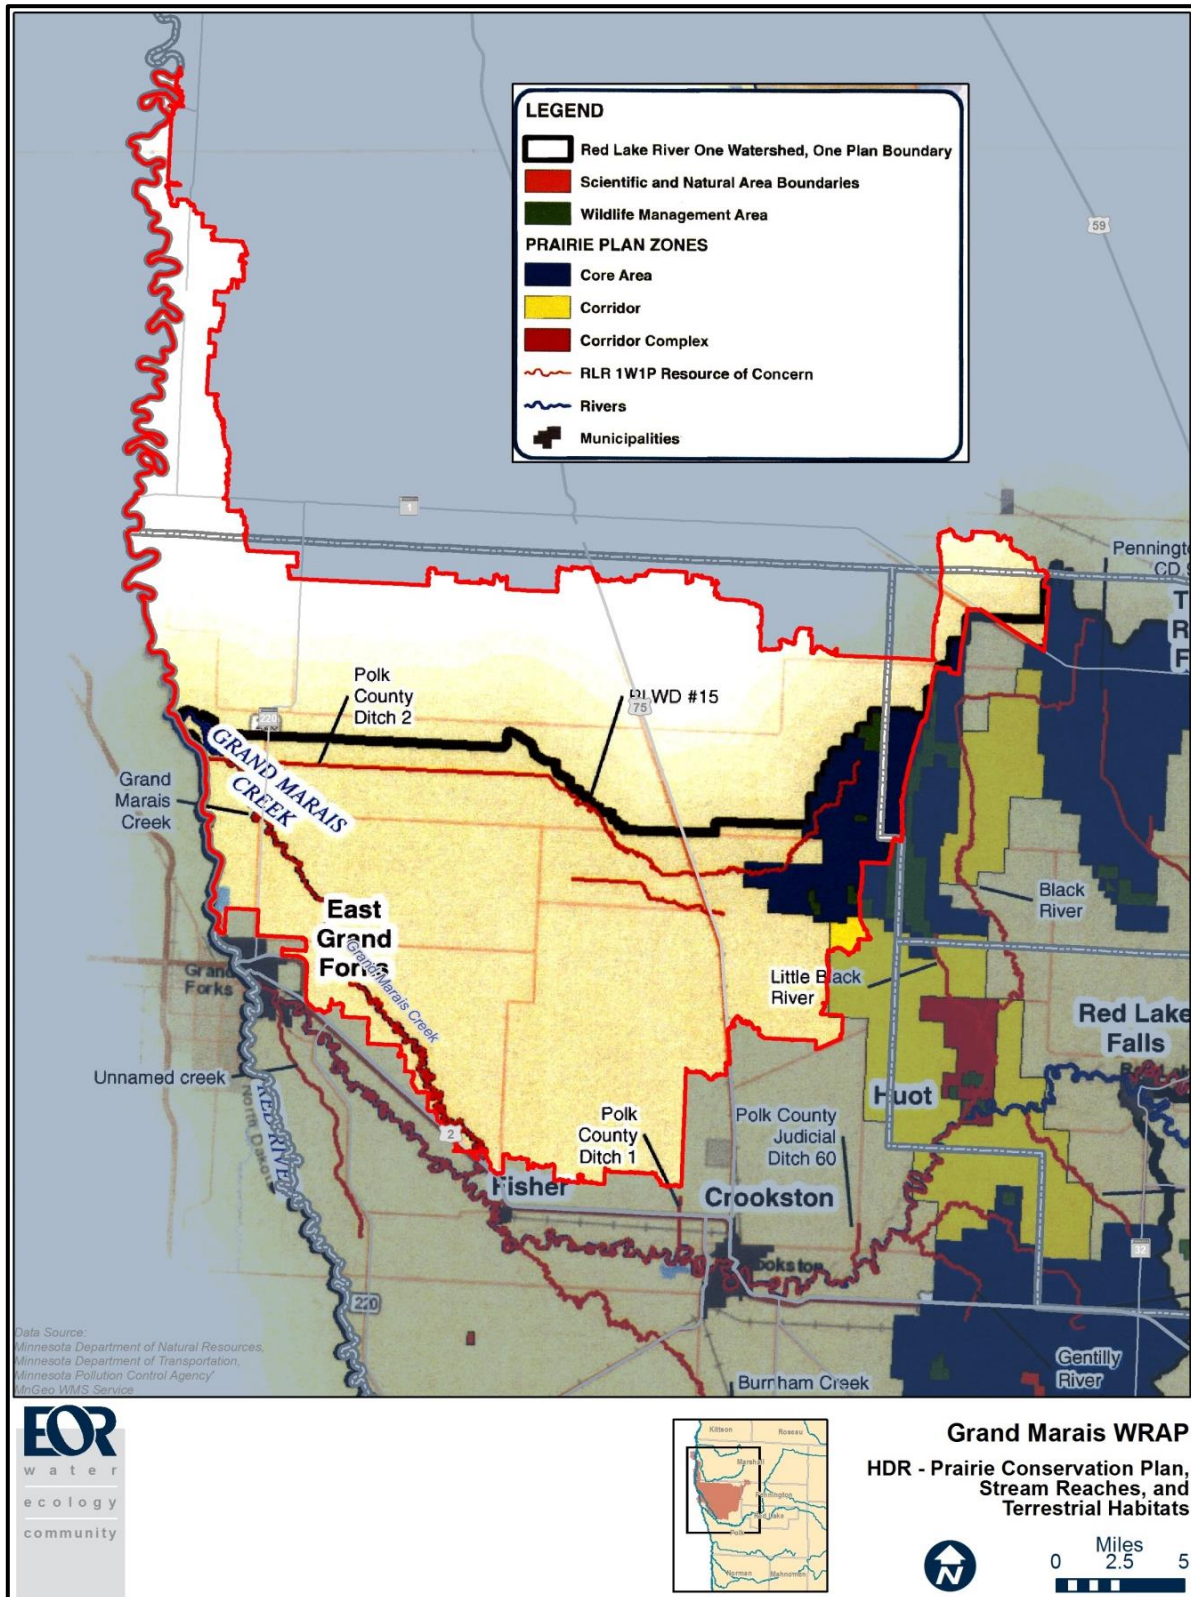 LEGEND
Red Lake River One Watershed, One Plan Boundary
Scientific and Natural Area Boundaries
Wildlife Management Area
PRAIRIE PLAN ZONES
Core Area
Corridor
Corridor Complex
RLR 1W1P Resource of Concern
Rivers
Municipalities
59
1
Pennington
CD
T
R
F
Polk
County
Ditch 2
75
220
GRAND MARAIS
CREEK
Grand
Marais
Creek
Black
River
East
Grand
Forks
Grand Marais Creek
Grand
Forks
Little Black
River
Red Lake
Falls
Unnamed creek
North Dakota
RED RIVER
Huot
2
Polk
County
Ditch 1
Polk County
Judicial
Ditch 60
Fisher
Crookston
ookston
32
220
Gentilly
River
Burnham Creek
Data Source:
Minnesota Department of Natural Resources,
Minnesota Department of Transportation,
Minnesota Pollution Control Agency'
MnGeo WMS Service
EOR
water
ecology
community
Kittson
Roseau
Marshall
Pennington
Red Lake
Polk
Norman
Mahnomen
Grand Marais WRAP
HDR - Prairie Conservation Plan,
Stream Reaches, and
Terrestrial Habitats
N
Miles
0 2.5 5